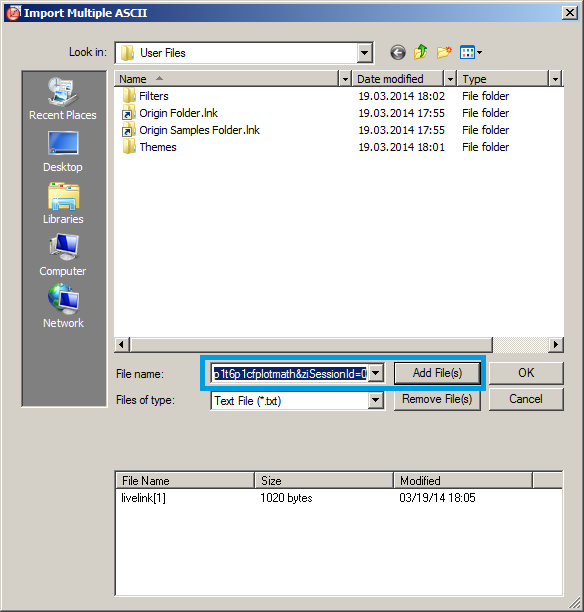 Import Multiple ASCII
Look in: User Files
Name Date modified Type
Filters 19.03.2014 18:02 File folder
Origin Folder.lnk 19.03.2014 17:55 File folder
Origin Samples Folder.lnk 19.03.2014 17:55 File folder
Themes 19.03.2014 18:01 File folder
Recent Places
Desktop
Libraries
Computer
Network
File name: p1t6p1cfplotmath&ziSessionId=0 Add File(s) OK
Files of type: Text File (*.txt) Remove File(s) Cancel
File Name Size Modified
livelink[1] 1020 bytes 03/19/14 18:05